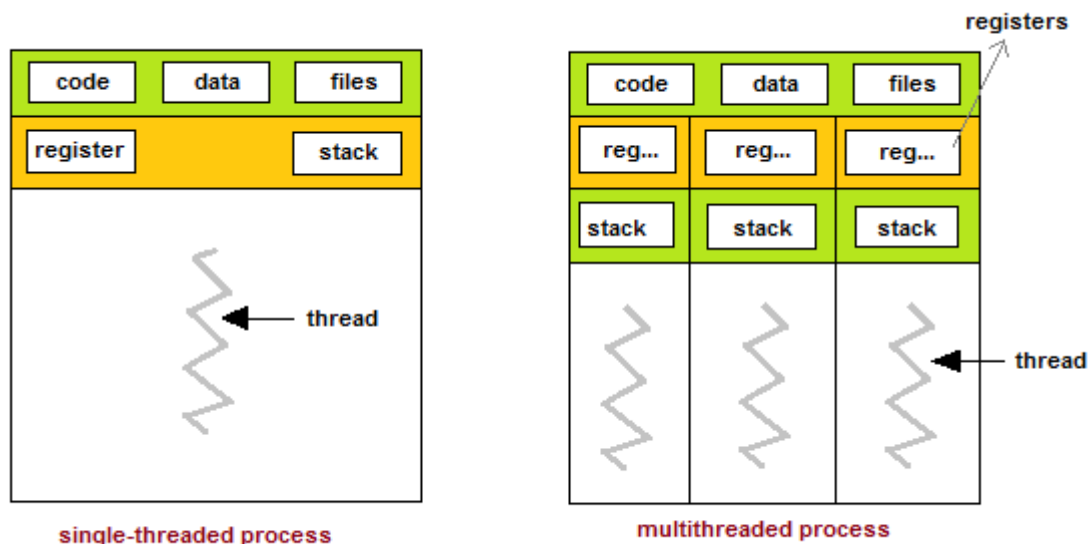 code data files
register stack
thread
single-threaded process
registers
code data files
reg... reg... reg...
stack stack stack
thread
multithreaded process